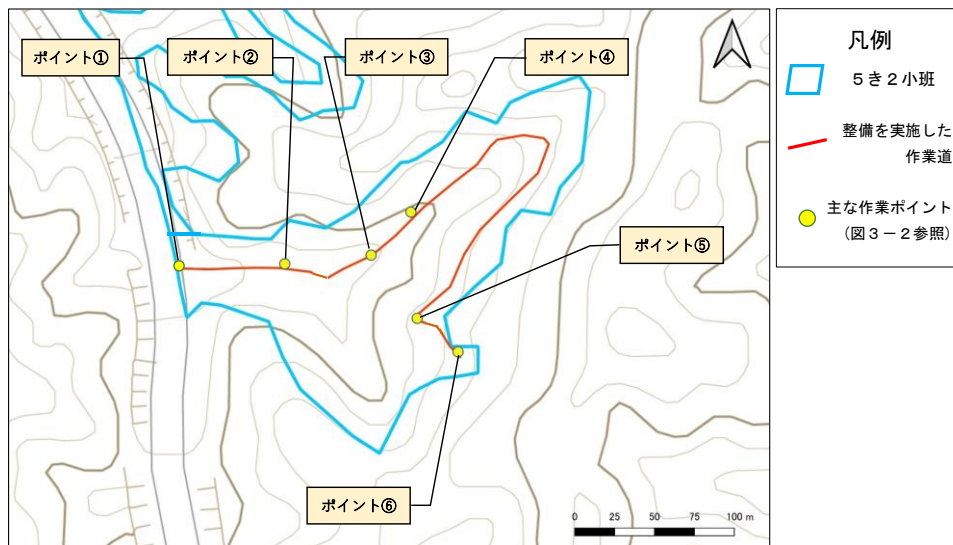 ポイント①
ポイント②
ポイント③
ポイント④
ポイント⑤
ポイント⑥
0 25 50 75 100 m
凡例
５き２小班
整備を実施した
作業道
主な作業ポイント
（図３－２参照）